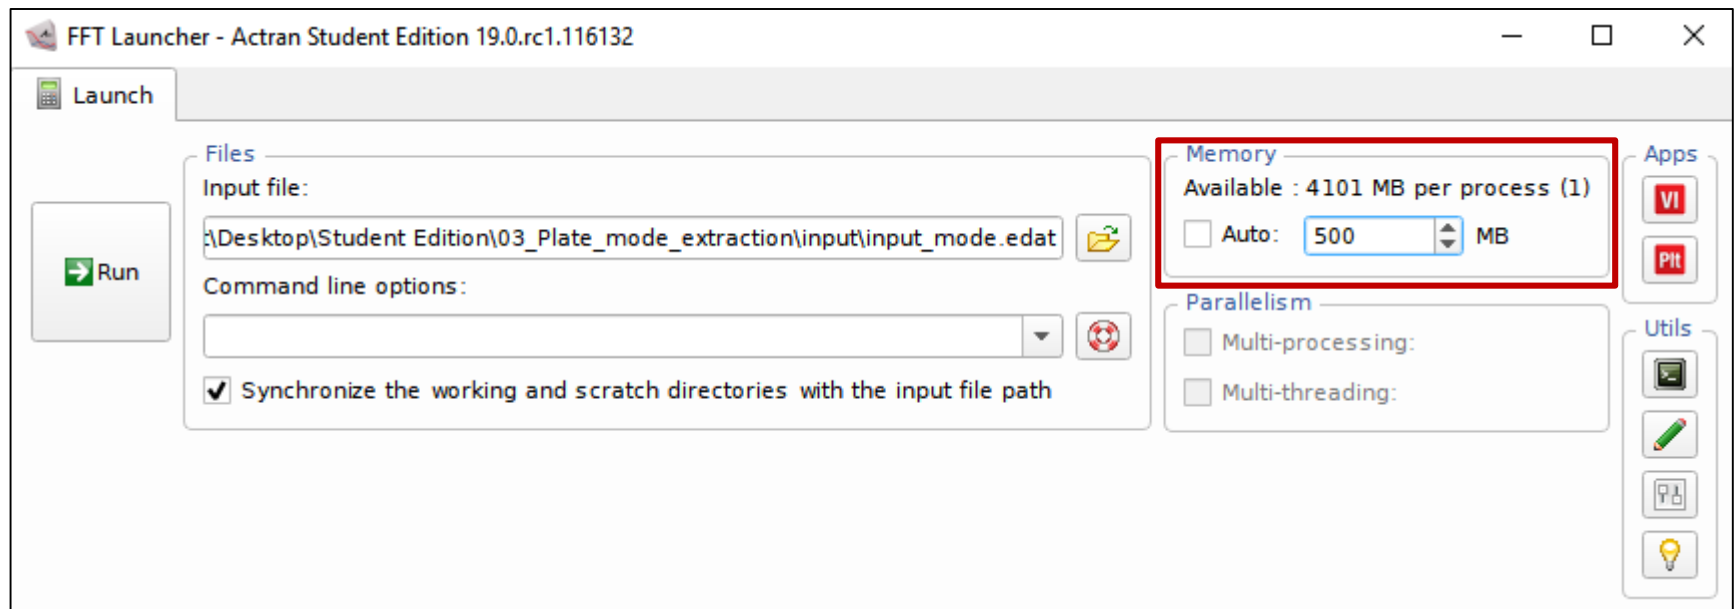 FFT Launcher - Actran Student Edition 19.0.rc1.116132
Launch
Run
Files
Input file:
:\Desktop\Student Edition\03_Plate_mode_extraction\input\input_mode.edat
Command line options:
Synchronize the working and scratch directories with the input file path
Memory
Available : 4101 MB per process (1)
Auto: 500 MB
Parallelism
Multi-processing:
Multi-threading:
Apps
VI
Plt
Utils